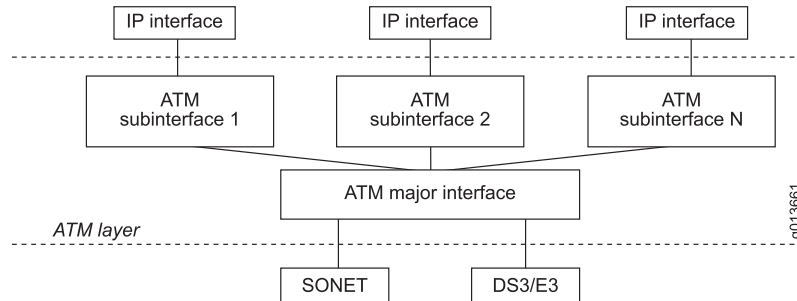 IP interface
IP interface
IP interface
ATM
subinterface 1
ATM
subinterface 2
ATM
subinterface N
ATM major interface
ATM layer
SONET
DS3/E3
g013661